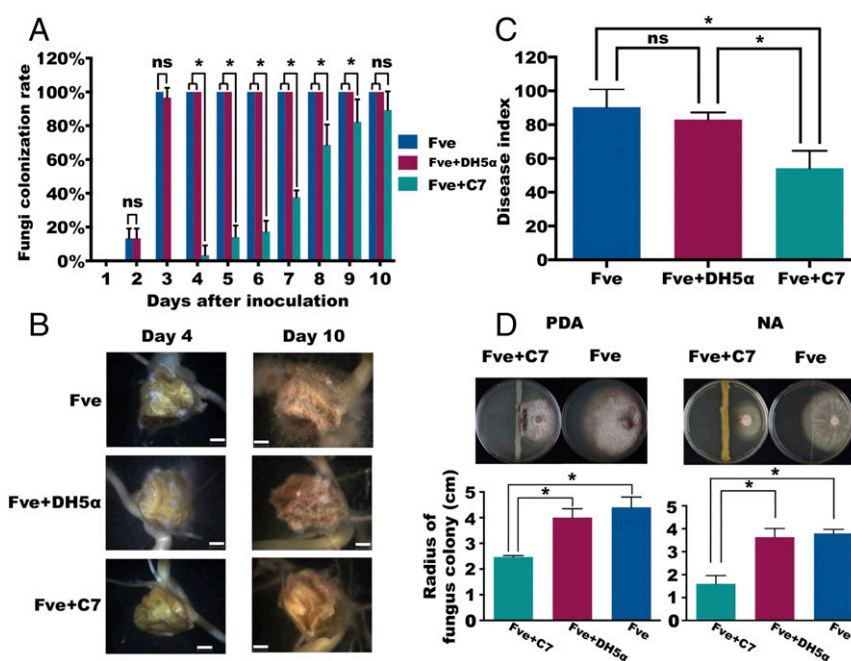 A
Fungi colonization rate
120%
100%
80%
60%
40%
20%
0%
ns
ns
*
*
*
*
*
*
ns
1 2 3 4 5 6 7 8 9 10
Days after inoculation
Fve
Fve+DH5α
Fve+C7
B
Day 4 Day 10
Fve
Fve+DH5α
Fve+C7
C
Disease index
120
100
80
60
40
20
0
*
ns
*
Fve Fve+DH5α Fve+C7
D
PDA NA
Fve+C7 Fve Fve+C7 Fve
Radius of
fungus colony (cm)
6
5
4
3
2
1
0
*
*
Fve+C7 Fve+DH5α Fve
5
4
3
2
1
0
*
*
Fve+C7 Fve+DH5α Fve